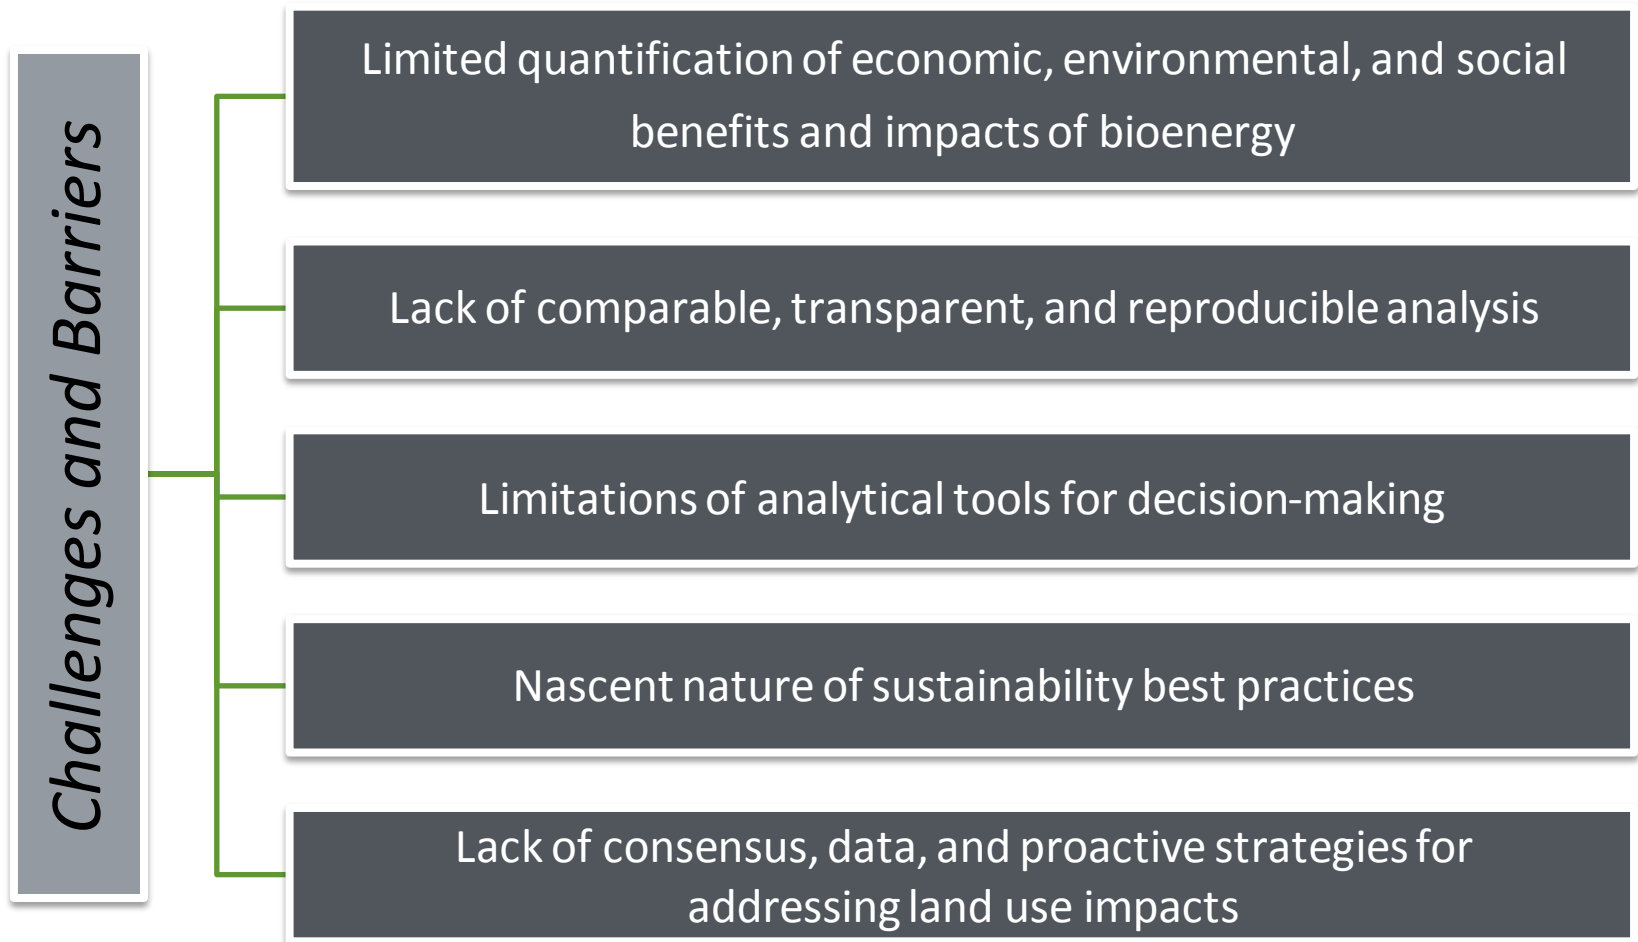 Challenges and Barriers
Limited quantification of economic, environmental, and social
benefits and impacts of bioenergy
Lack of comparable, transparent, and reproducible analysis
Limitations of analytical tools for decision-making
Nascent nature of sustainability best practices
Lack of consensus, data, and proactive strategies for
addressing land use impacts